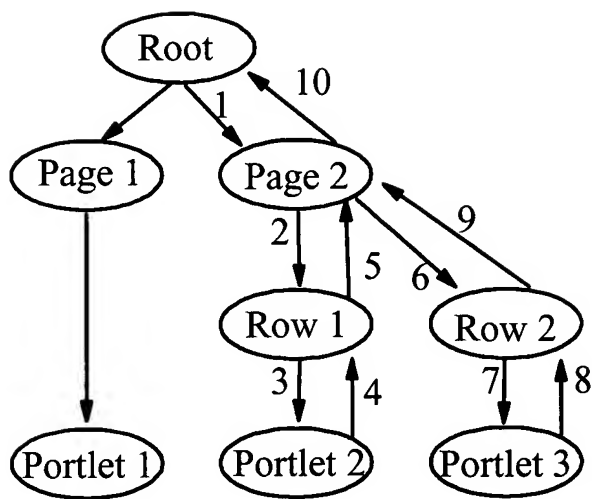 Root
10
1
Page 1
Page 2
2
5
6
9
Row 1
Row 2
3
4
7
8
Portlet 1
Portlet 2
Portlet 3